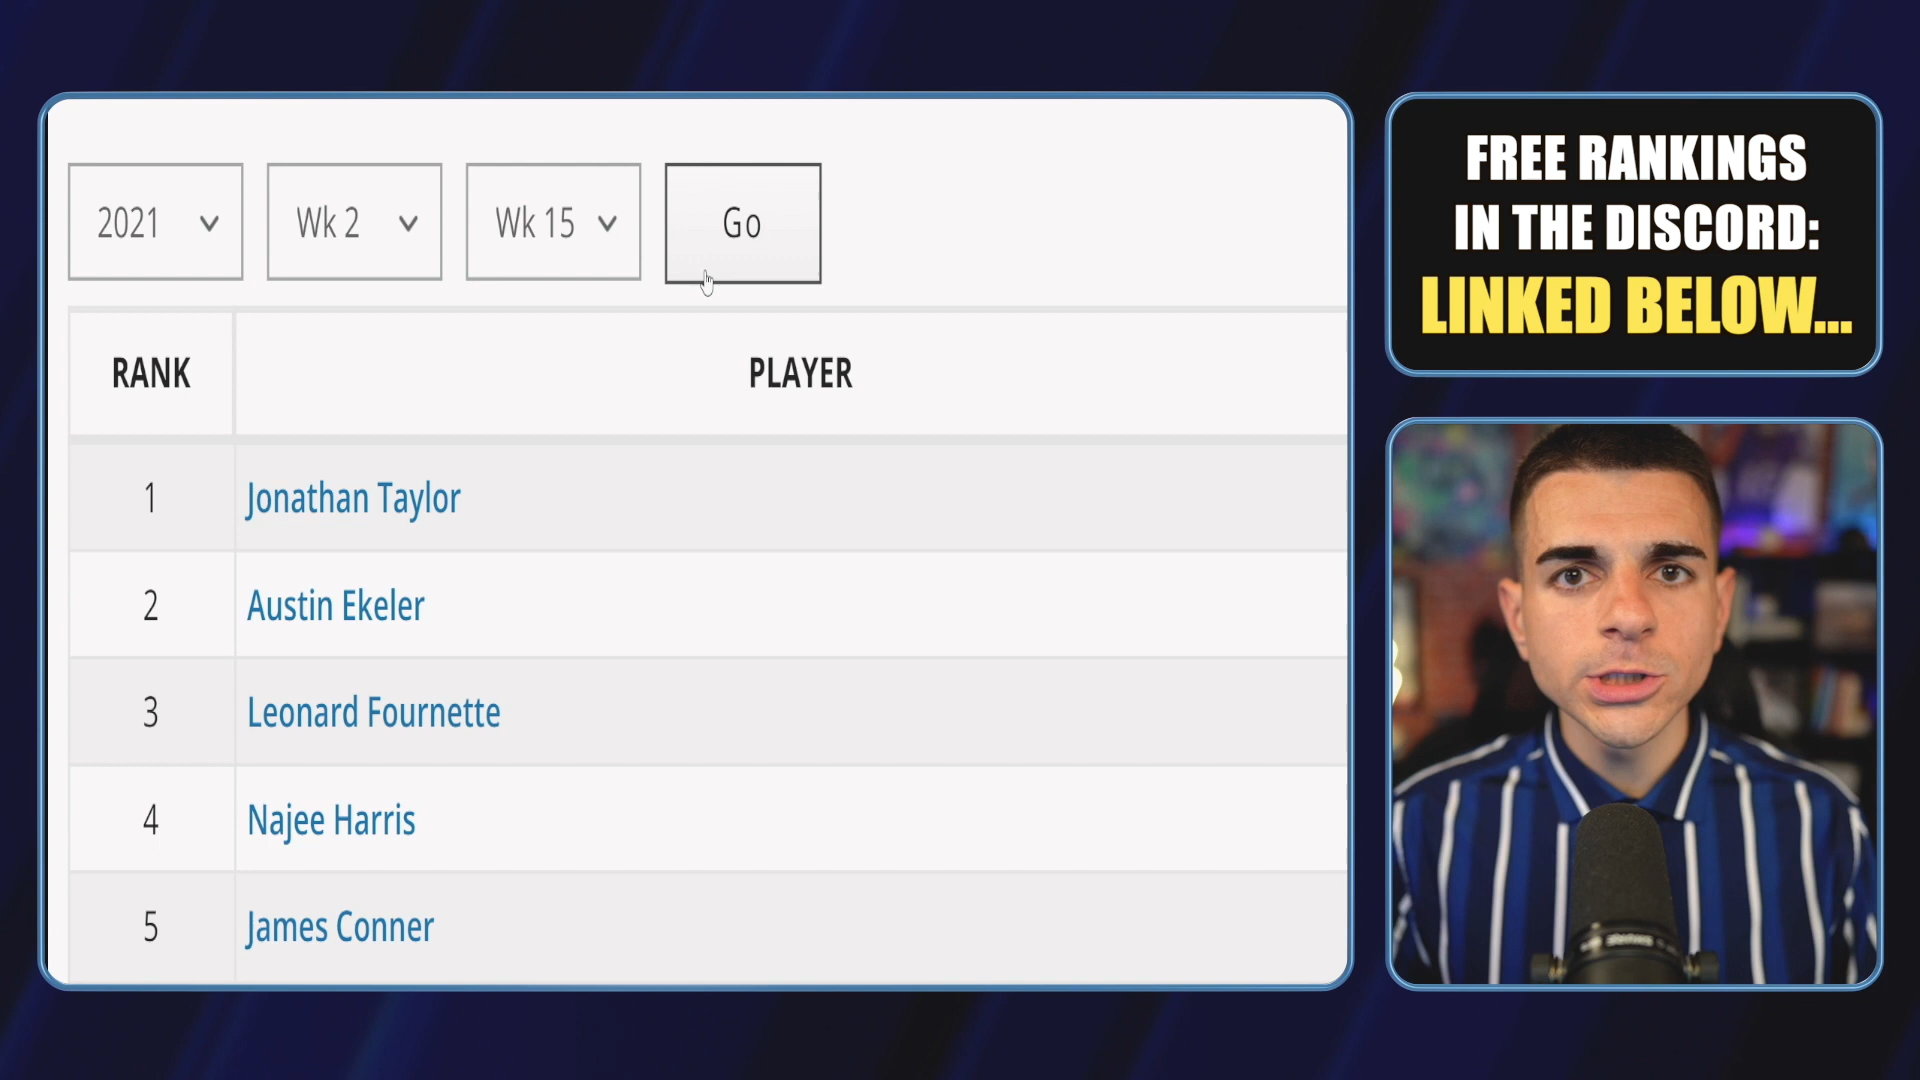 2021
Wk 2
Wk 15
Go
RANK
PLAYER
1
Jonathan Taylor
2
Austin Ekeler
3
Leonard Fournette
4
Najee Harris
5
James Conner
FREE RANKINGS
IN THE DISCORD:
LINKED BELOW...